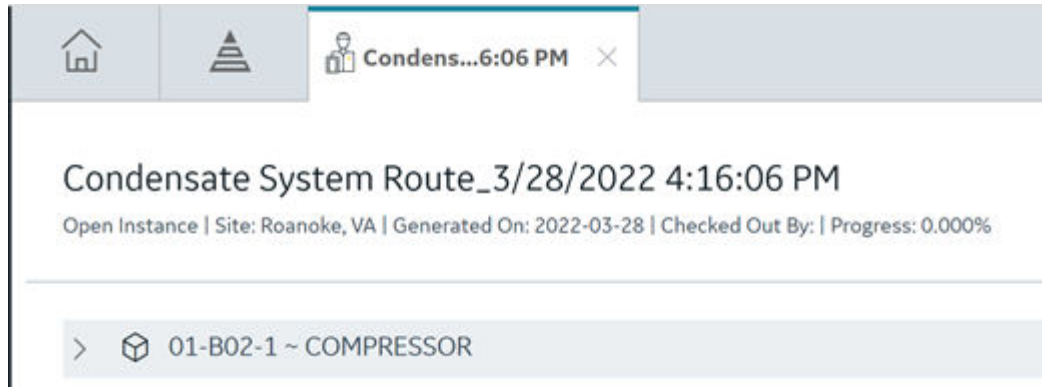 Condens...6:06 PM
Condensate System Route_3/28/2022 4:16:06 PM
Open Instance | Site: Roanoke, VA | Generated On: 2022-03-28 | Checked Out By: | Progress: 0.000%
01-B02-1 ~ COMPRESSOR